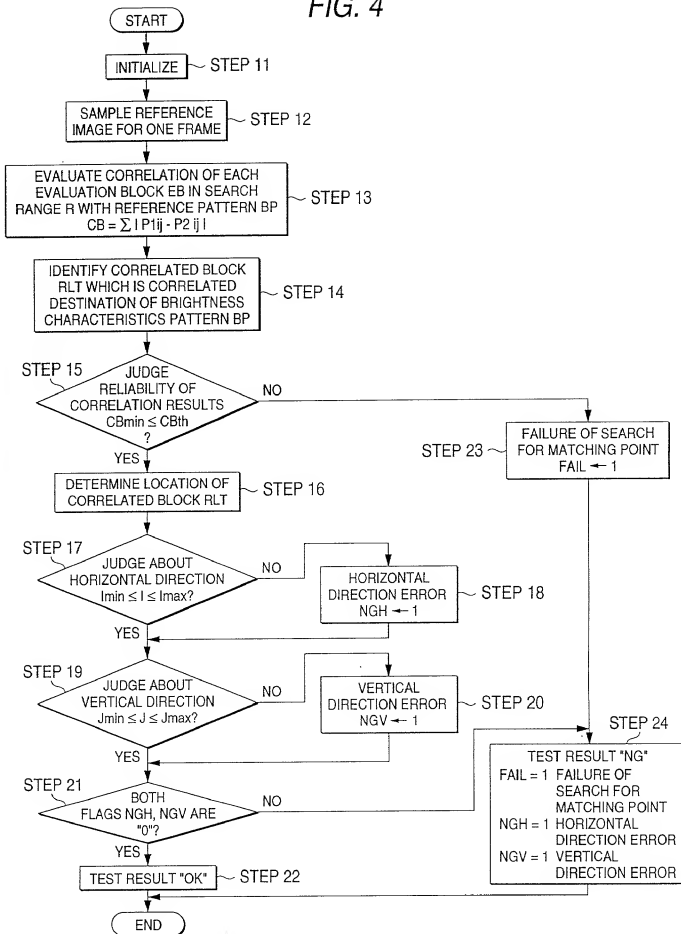 FIG. 4
START
INITIALIZE
STEP 11
SAMPLE REFERENCE
IMAGE FOR ONE FRAME
STEP 12
EVALUATE CORRELATION OF EACH
EVALUATION BLOCK EB IN SEARCH
RANGE R WITH REFERENCE PATTERN BP
CB = ∑ | P1ij - P2 ij |
STEP 13
IDENTIFY CORRELATED BLOCK
RLT WHICH IS CORRELATED
DESTINATION OF BRIGHTNESS
CHARACTERISTICS PATTERN BP
STEP 14
STEP 15
JUDGE
RELIABILITY OF
CORRELATION RESULTS
CBmin ≤ CBth
?
NO
YES
STEP 23
FAILURE OF SEARCH
FOR MATCHING POINT
FAIL ← 1
DETERMINE LOCATION OF
CORRELATED BLOCK RLT
STEP 16
STEP 17
JUDGE ABOUT
HORIZONTAL DIRECTION
Imin ≤ I ≤ Imax?
NO
YES
HORIZONTAL
DIRECTION ERROR
NGH ← 1
STEP 18
STEP 19
JUDGE ABOUT
VERTICAL DIRECTION
Jmin ≤ J ≤ Jmax?
NO
YES
VERTICAL
DIRECTION ERROR
NGV ← 1
STEP 20
STEP 21
BOTH
FLAGS NGH, NGV ARE
"0"?
NO
YES
STEP 24
TEST RESULT "NG"
FAIL = 1 FAILURE OF
SEARCH FOR
MATCHING POINT
NGH = 1 HORIZONTAL
DIRECTION ERROR
NGV = 1 VERTICAL
DIRECTION ERROR
TEST RESULT "OK"
STEP 22
END